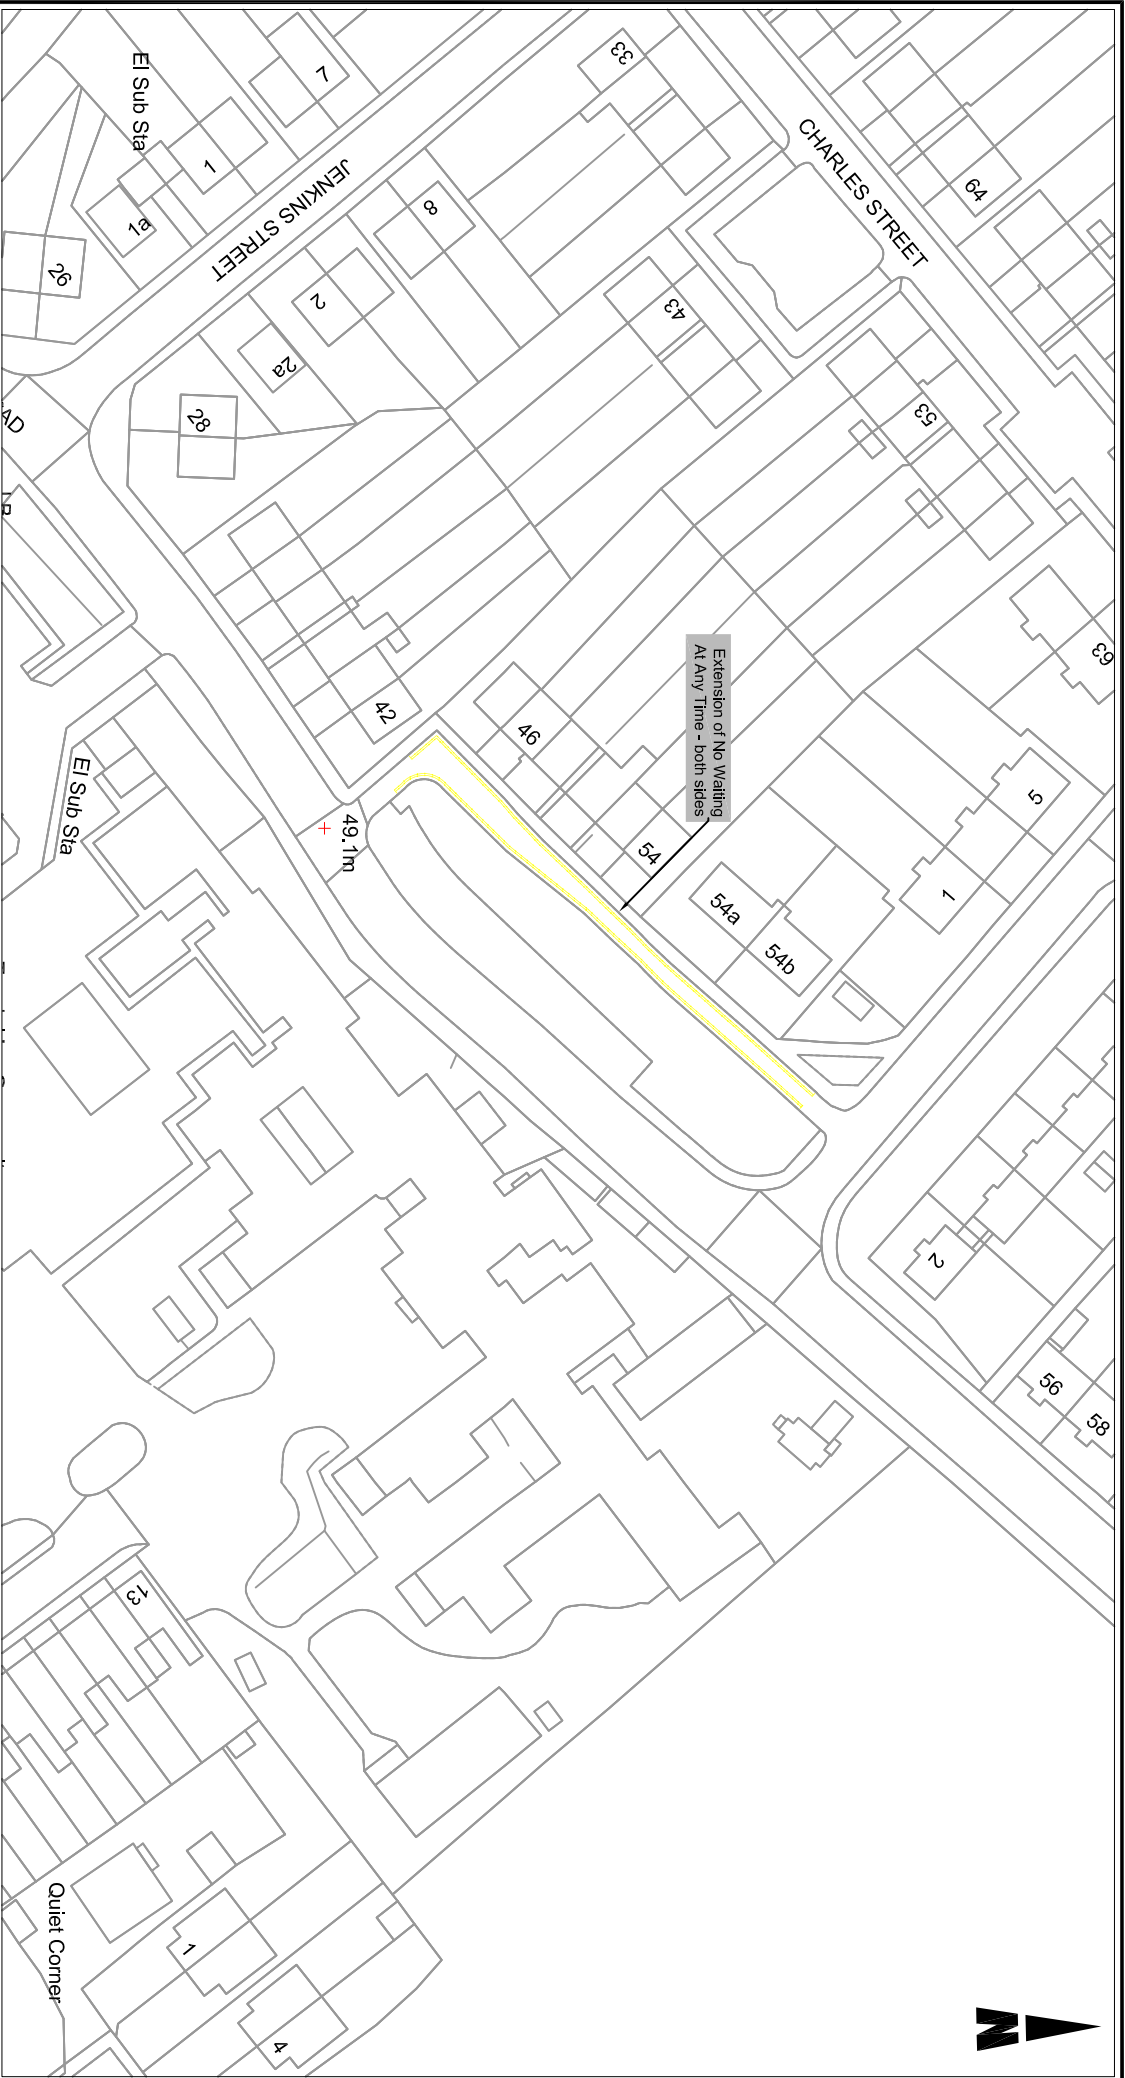 El Sub Sta
7
1
1a
26
JENKINS STREET
33
8
2
2a
28
CHARLES STREET
64
43
53
63
AD
42
46
54
54a
54b
5
1
Extension of No Waiting
At Any Time - both sides
49.1m
El Sub Sta
2
56
58
13
1
4
Quiet Corner
N